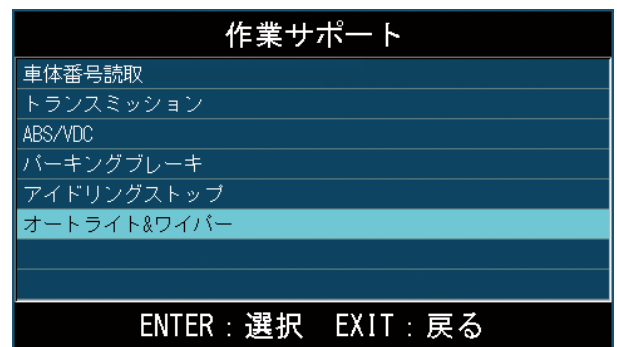 作業サポート
車体番号読取
トランスミッション
ABS/VDC
パーキングブレーキ
アイドリングストップ
オートライト&ワイパー
ENTER：選択 EXIT：戻る